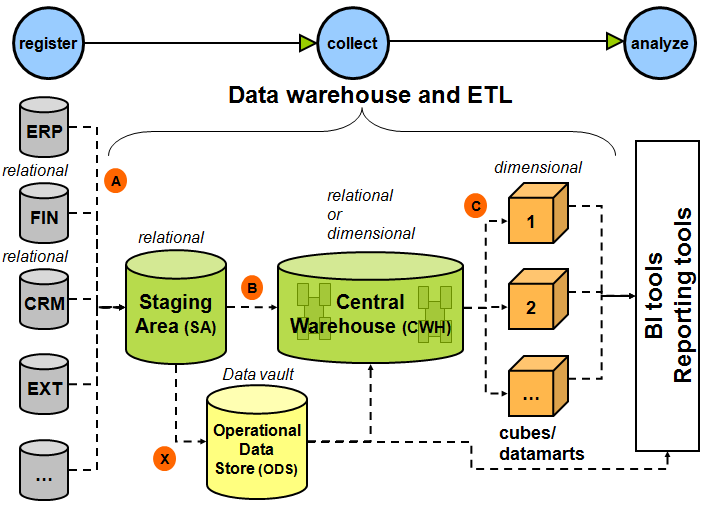 register
collect
analyze
Data warehouse and ETL
ERP
relational
FIN
relational
CRM
EXT
...
A
relational
Staging
Area (SA)
B
relational
or
dimensional
Central
Warehouse (CWH)
X
Data vault
Operational
Data
Store (ODS)
C
dimensional
1
2
...
cubes/
datamarts
BI tools
Reporting tools